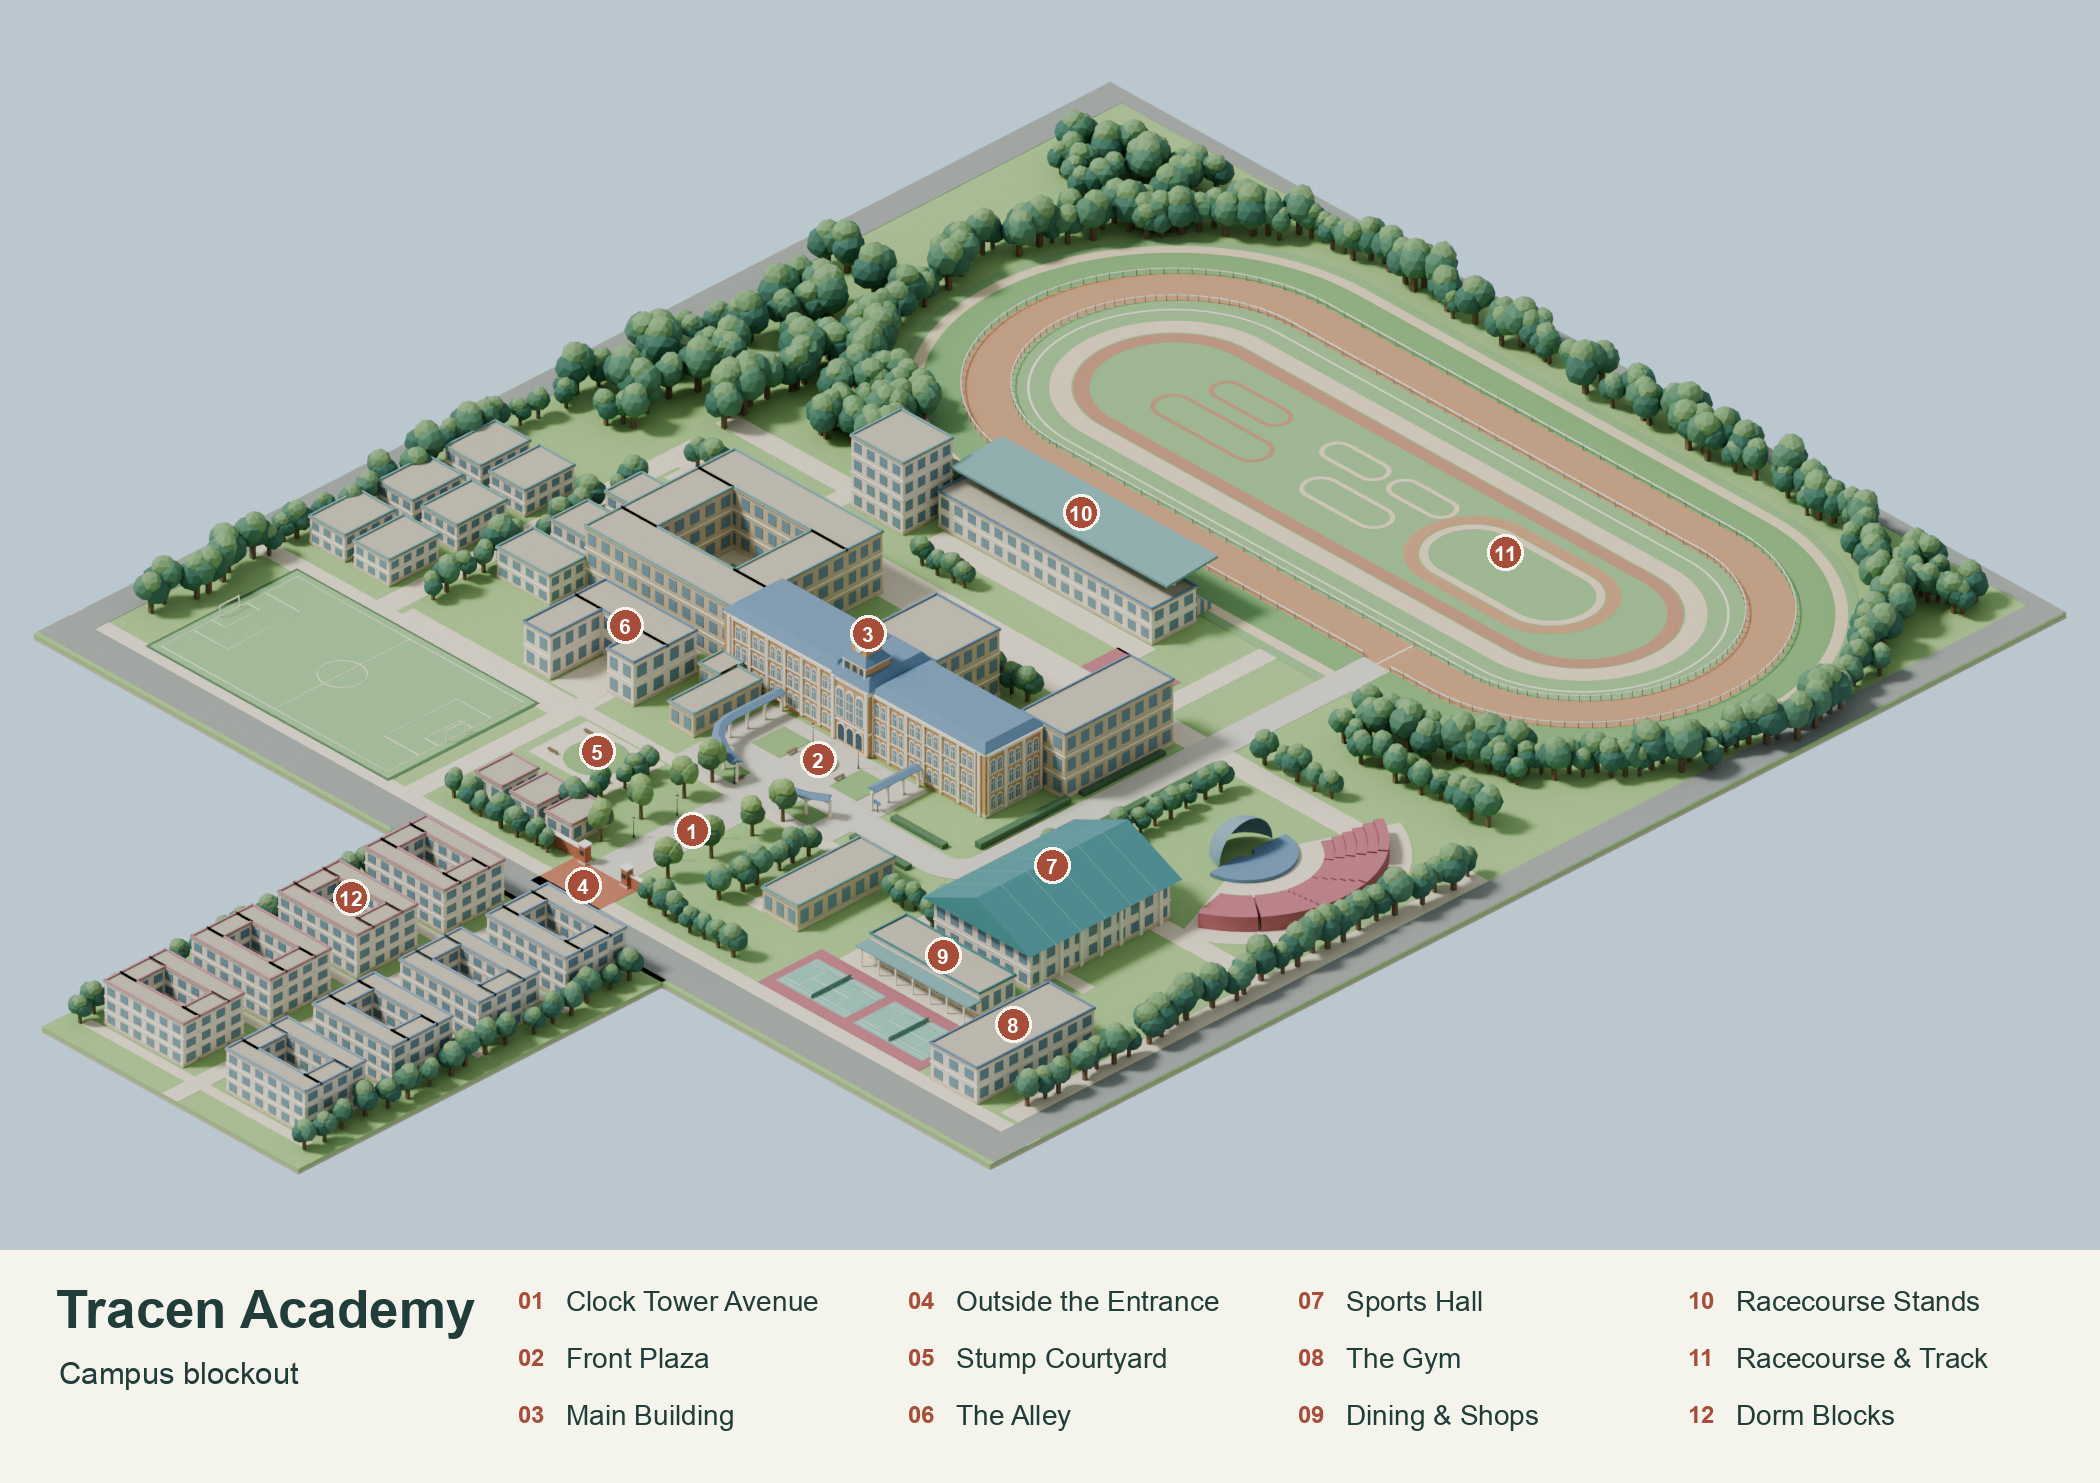 10
11
3
6
5
2
1
7
4
12
9
8
Tracen Academy
Campus blockout
01 Clock Tower Avenue
02 Front Plaza
03 Main Building
04 Outside the Entrance
05 Stump Courtyard
06 The Alley
07 Sports Hall
08 The Gym
09 Dining & Shops
10 Racecourse Stands
11 Racecourse & Track
12 Dorm Blocks